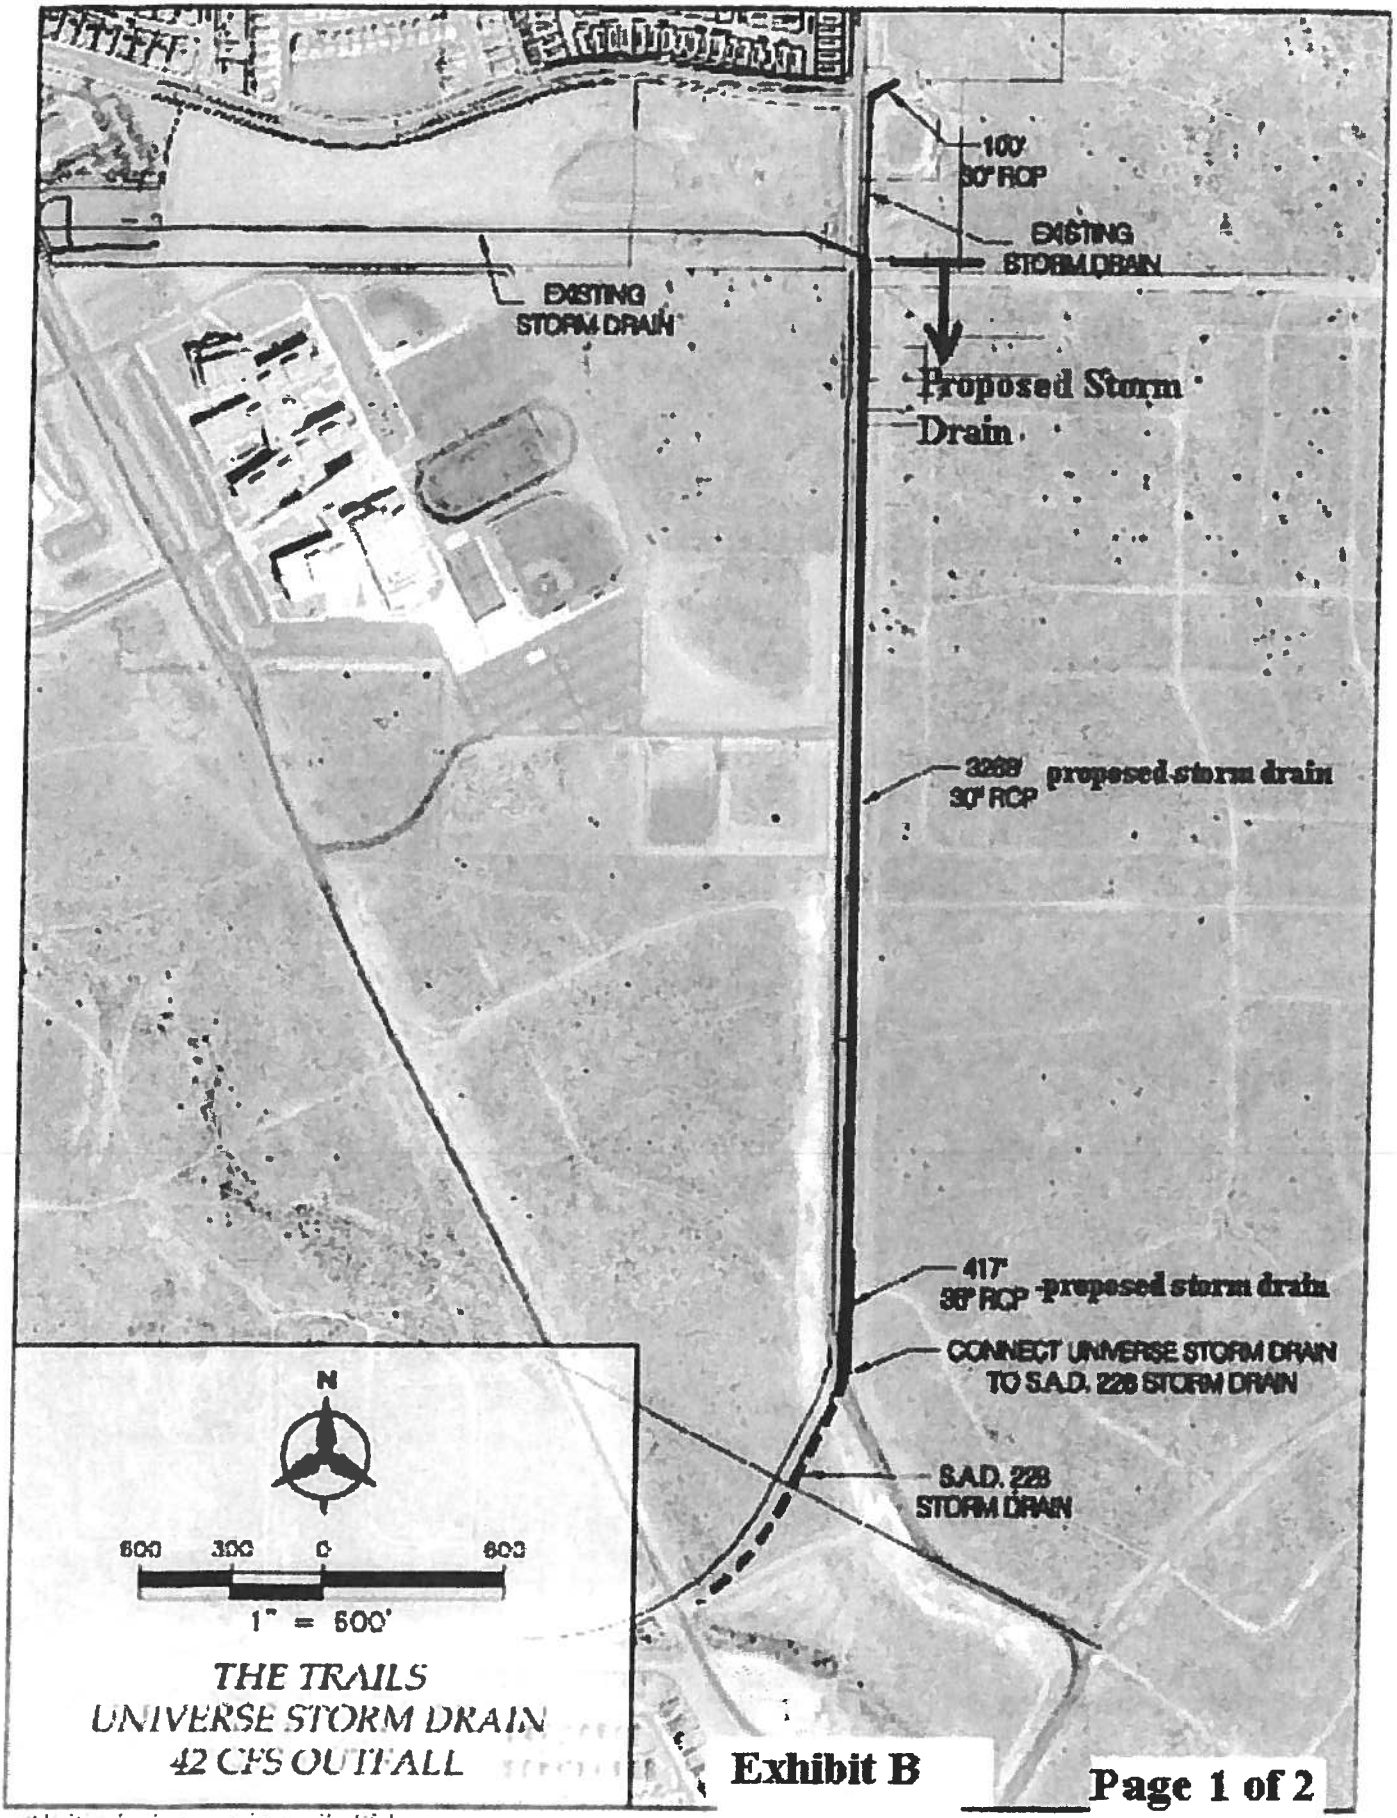 100'
30" RCP
EXISTING
STORM DRAIN
EXISTING
STORM DRAIN
Proposed Storm
Drain
3268' proposed storm drain
30" RCP
417' -proposed storm drain
36" RCP
CONNECT UNIVERSE STORM DRAIN
TO S.A.D. 228 STORM DRAIN
S.A.D. 228
STORM DRAIN
N
600 300 0 600
1" = 600'
THE TRAILS
UNIVERSE STORM DRAIN
42 CFS OUTFALL
Exhibit B
Page 1 of 2